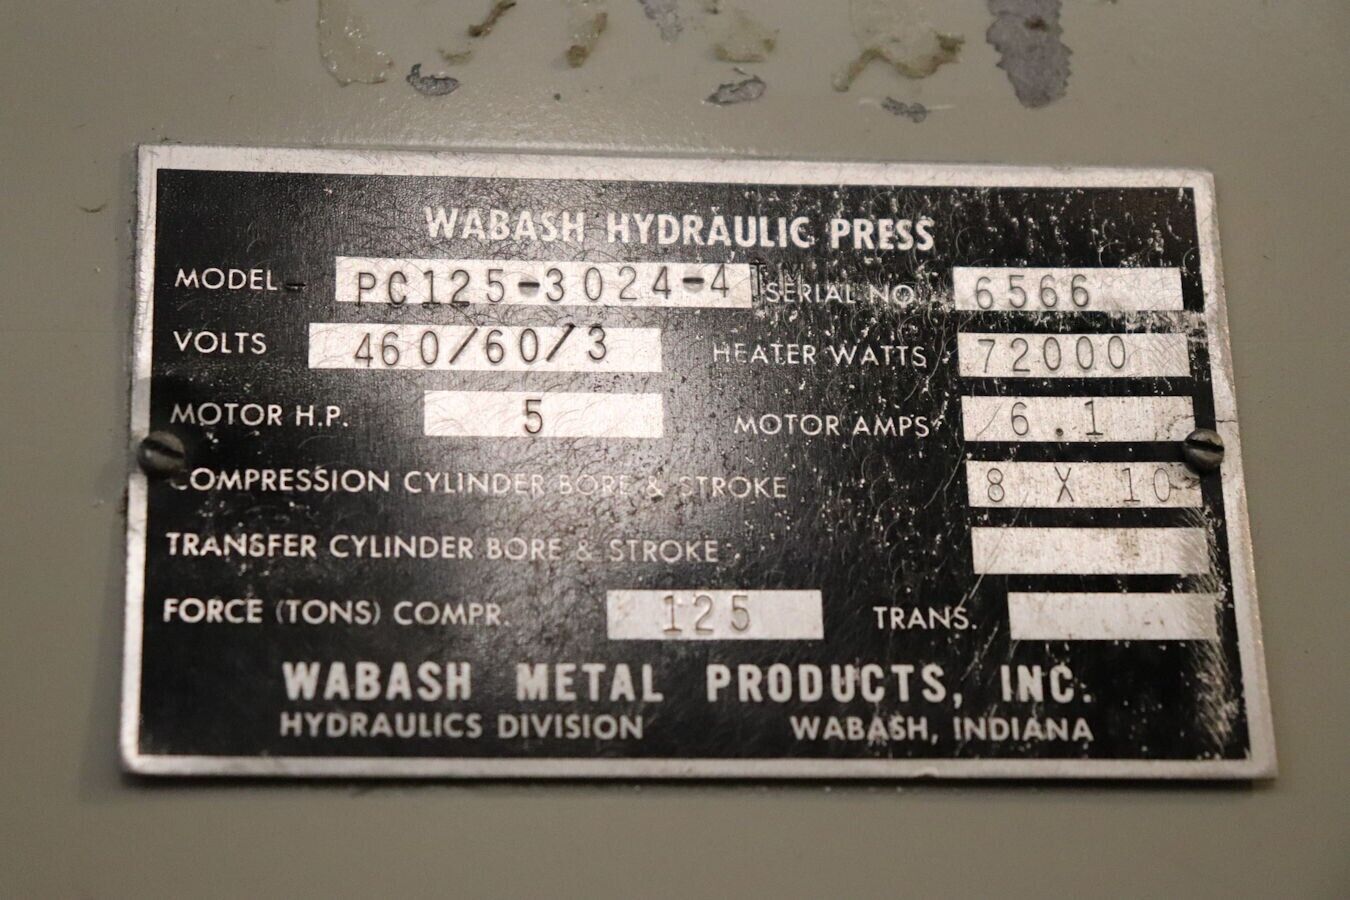 WABASH HYDRAULIC PRESS
MODEL - PC125-3024-4TM SERIAL NO. 6566
VOLTS 460/60/3 HEATER WATTS 72000
MOTOR H.P. 5 MOTOR AMPS 6.1
COMPRESSION CYLINDER BORE & STROKE 8 X 10
TRANSFER CYLINDER BORE & STROKE
FORCE (TONS) COMPR. 125 TRANS.
WABASH METAL PRODUCTS, INC.
HYDRAULICS DIVISION WABASH, INDIANA